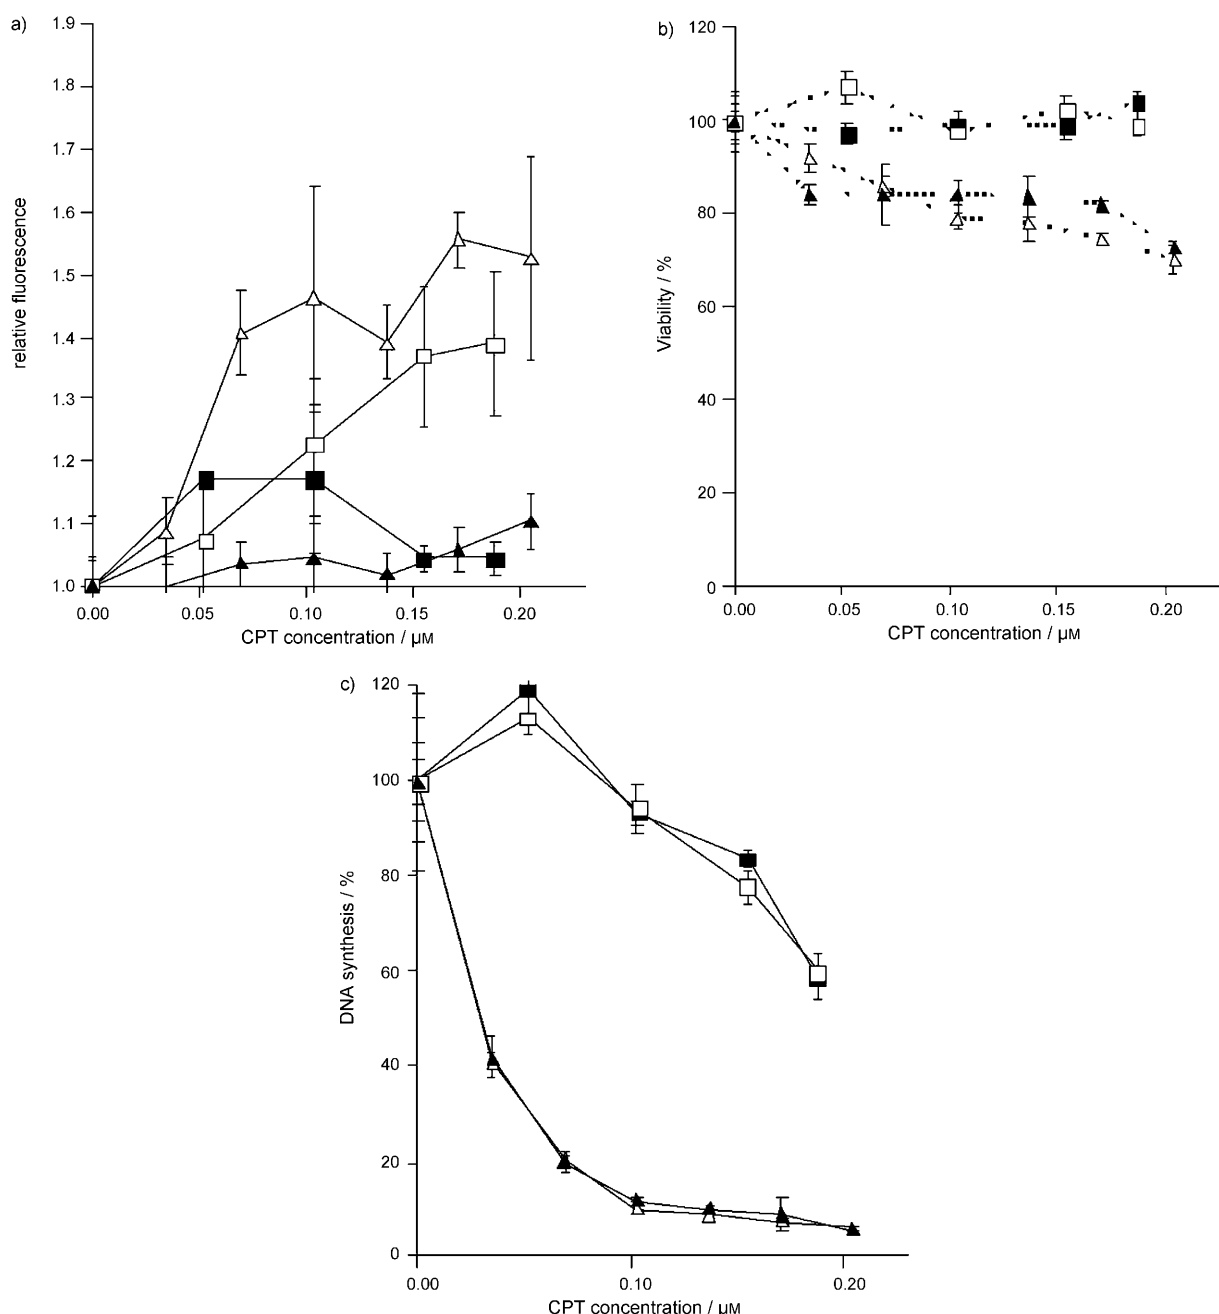 a)
relative fluorescence
1.9
1.8
1.7
1.6
1.5
1.4
1.3
1.2
1.1
1.0
0.00 0.05 0.10 0.15 0.20
CPT concentration / µM
b)
Viability / %
120
100
80
60
40
20
0
0.00 0.05 0.10 0.15 0.20
CPT concentration / µM
c)
DNA synthesis / %
120
100
80
60
40
20
0
0.00 0.10 0.20
CPT concentration / µM